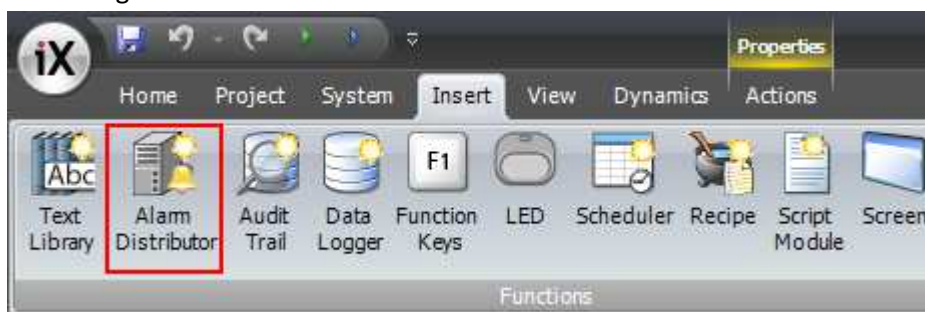 iX
Properties
Home Project System Insert View Dynamics Actions
Abc F1
Text Alarm Audit Data Function LED Scheduler Recipe Script Screen
Library Distributor Trail Logger Keys Module
Functions